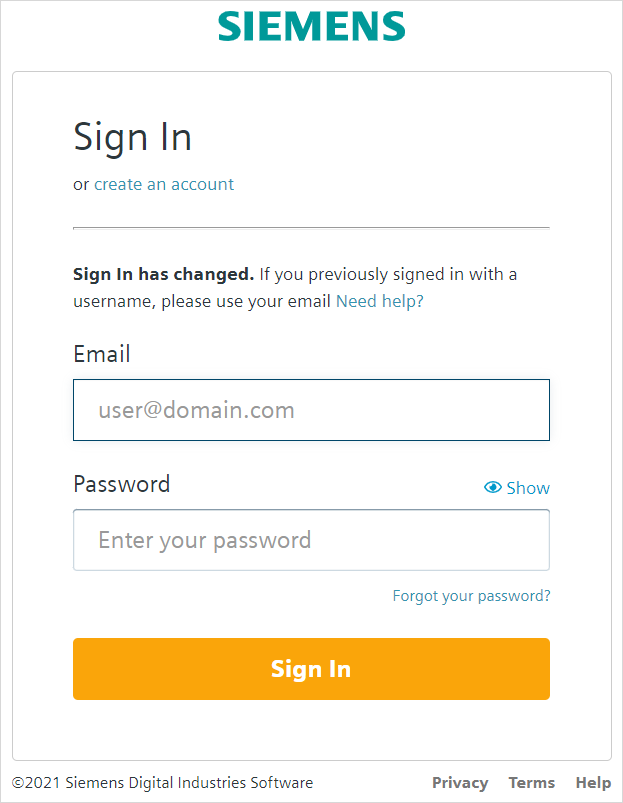 SIEMENS
Sign In
or create an account
Sign In has changed. If you previously signed in with a
username, please use your email Need help?
Email
user@domain.com
Password
Show
Enter your password
Forgot your password?
Sign In
©2021 Siemens Digital Industries Software
Privacy Terms Help